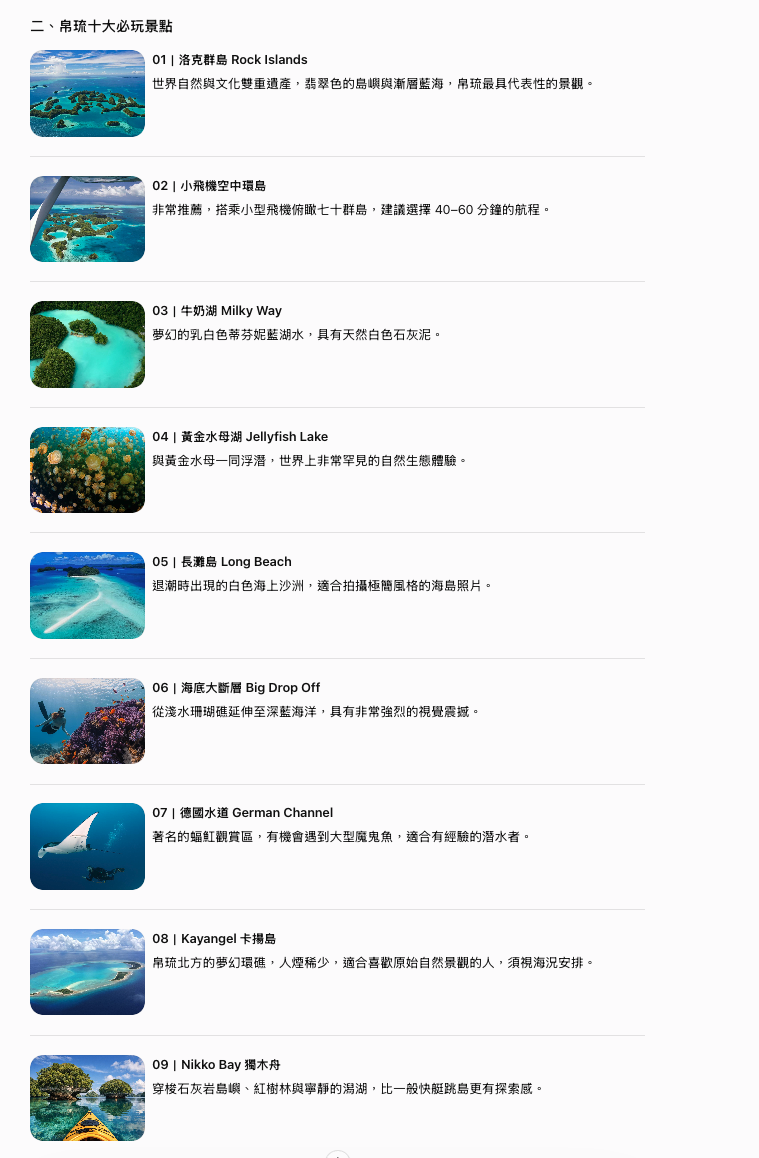 二、帛琉十大必玩景點
01｜洛克群島 Rock Islands
世界自然與文化雙重遺產，翡翠色的島嶼與漸層藍海，帛琉最具代表性的景觀。
02｜小飛機空中環島
非常推薦，搭乘小型飛機俯瞰七十群島，建議選擇 40–60 分鐘的航程。
03｜牛奶湖 Milky Way
夢幻的乳白色蒂芬妮藍湖水，具有天然白色石灰泥。
04｜黃金水母湖 Jellyfish Lake
與黃金水母一同浮潛，世界上非常罕見的自然生態體驗。
05｜長灘島 Long Beach
退潮時出現的白色海上沙洲，適合拍攝極簡風格的海島照片。
06｜海底大斷層 Big Drop Off
從淺水珊瑚礁延伸至深藍海洋，具有非常強烈的視覺震撼。
07｜德國水道 German Channel
著名的蝠魟觀賞區，有機會遇到大型魔鬼魚，適合有經驗的潛水者。
08｜Kayangel 卡揚島
帛琉北方的夢幻環礁，人煙稀少，適合喜歡原始自然景觀的人，須視海況安排。
09｜Nikko Bay 獨木舟
穿梭石灰岩島嶼、紅樹林與寧靜的潟湖，比一般快艇跳島更有探索感。